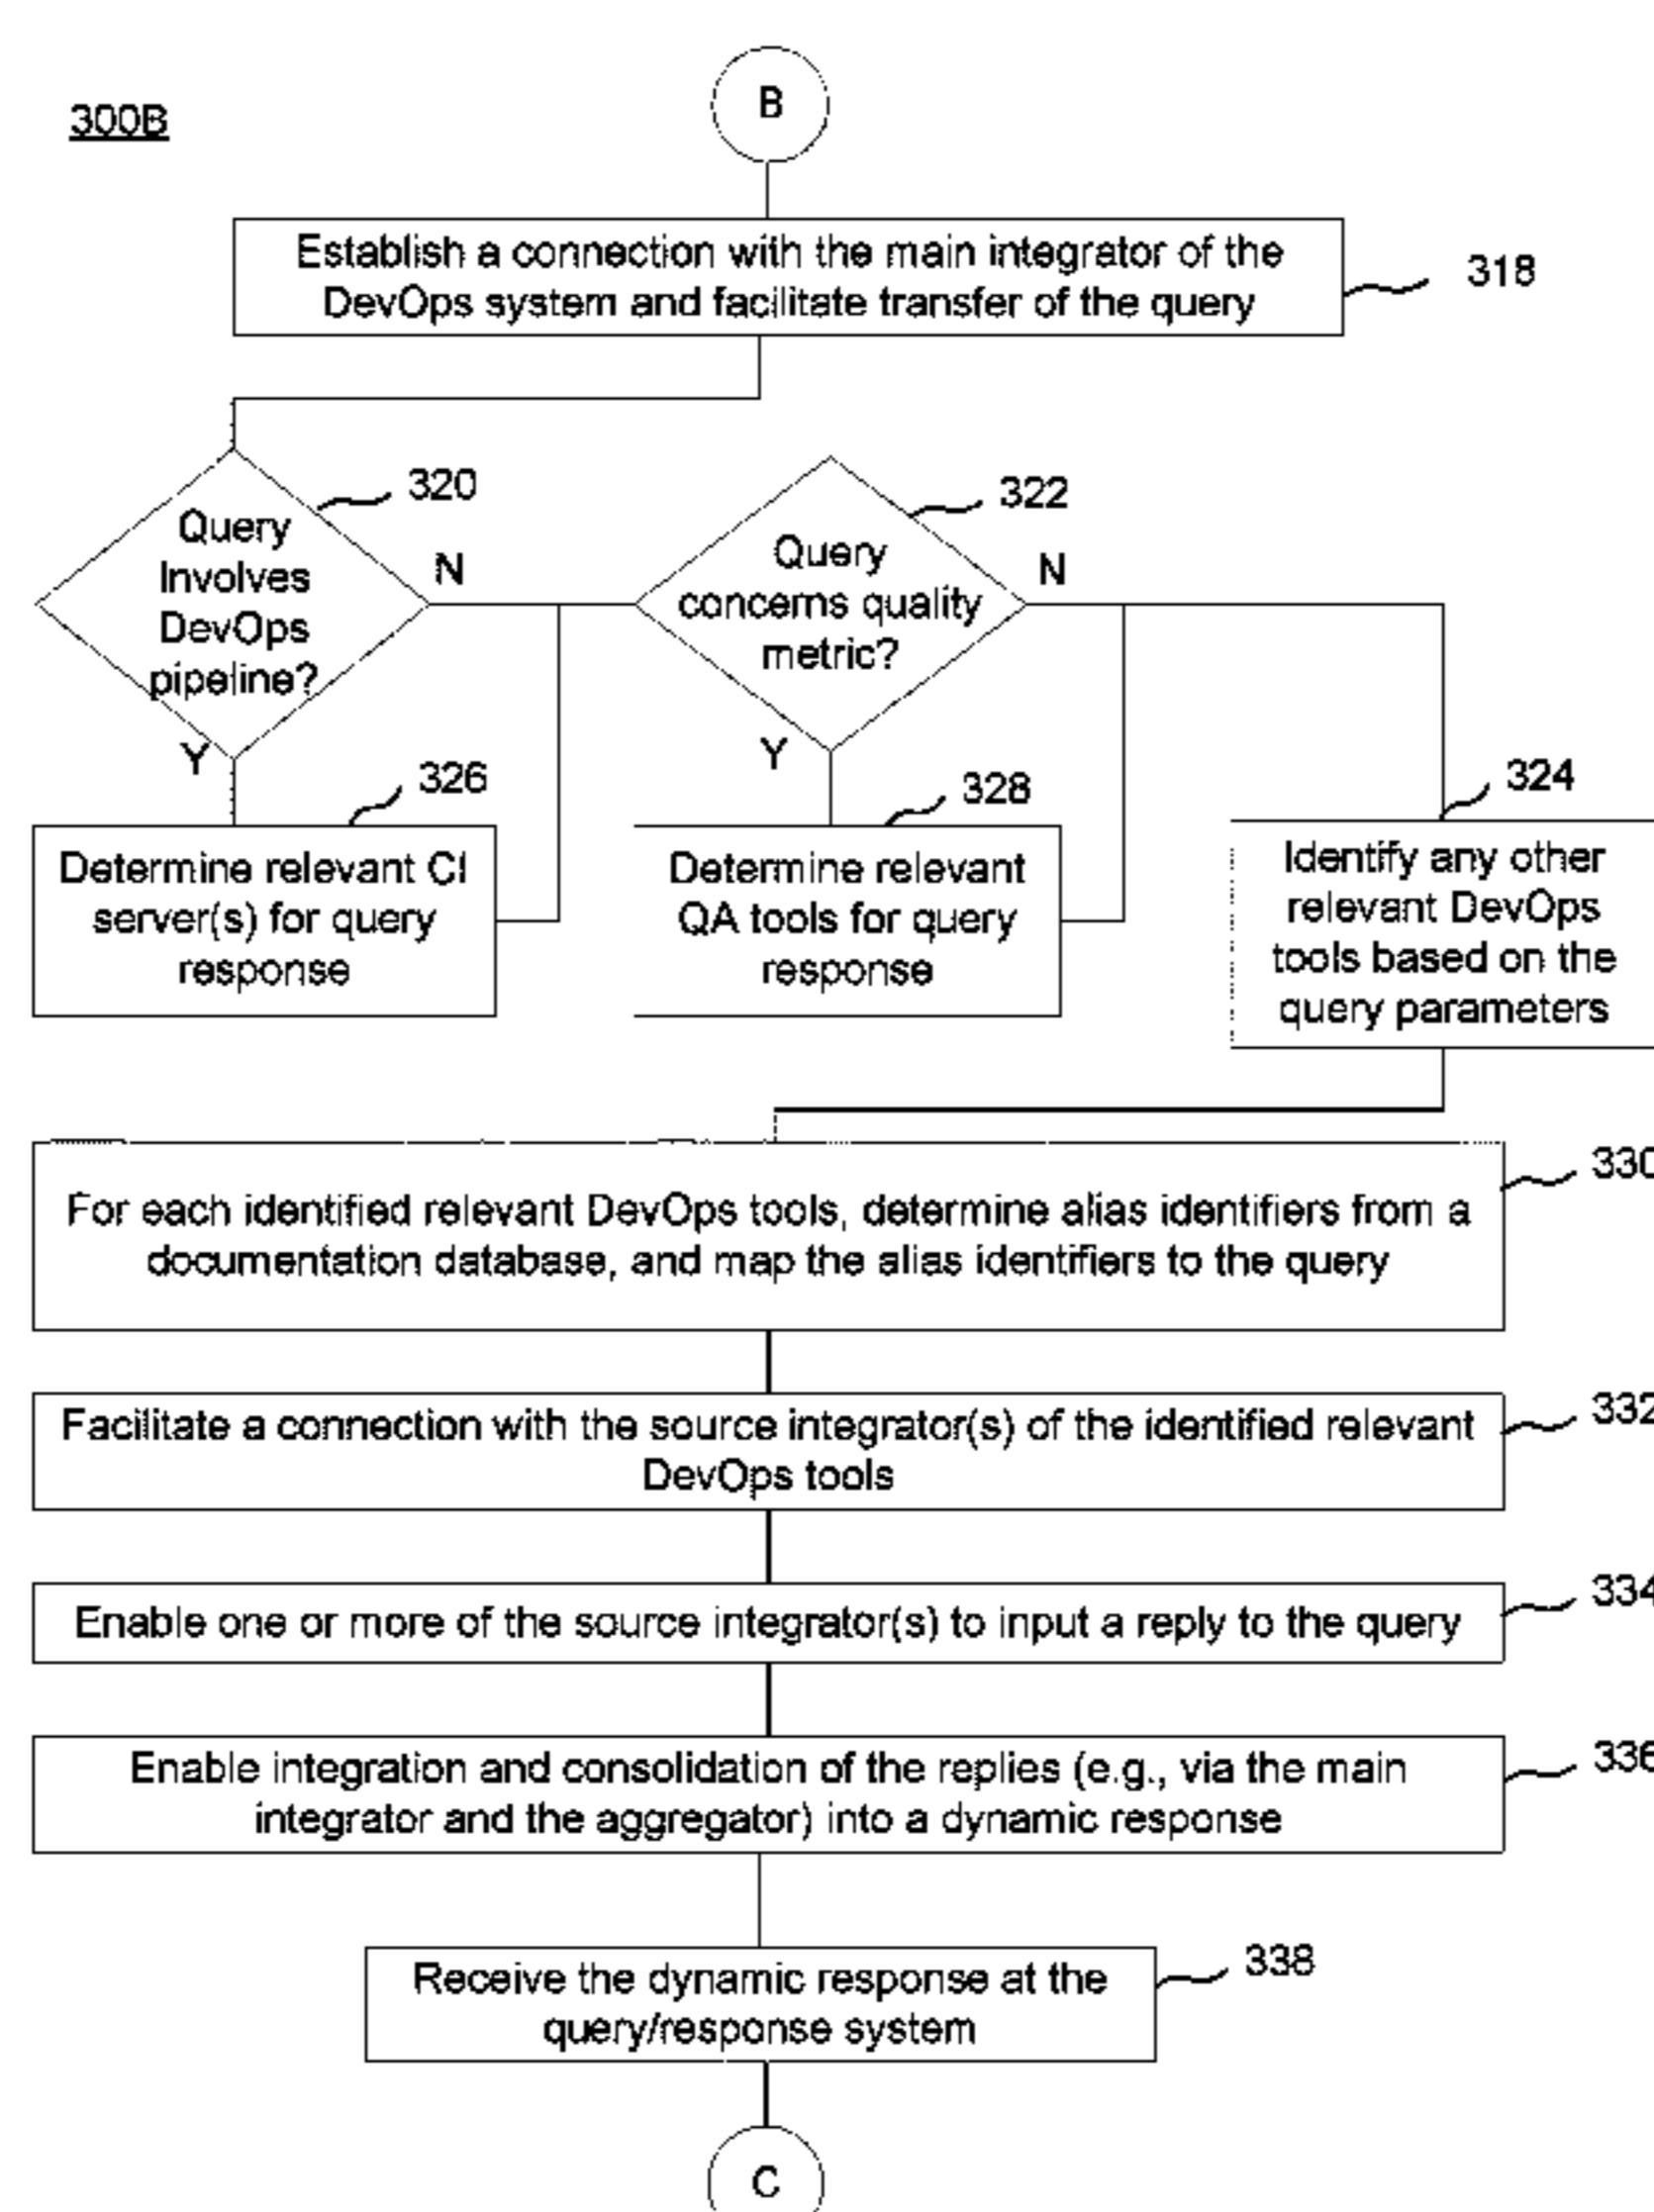 300B
B
Establish a connection with the main integrator of the
DevOps system and facilitate transfer of the query
318
320
Query
Involves
DevOps
pipeline?
N
Y
322
Query
concerns quality
metric?
N
Y
326
Determine relevant CI
server(s) for query
response
328
Determine relevant
QA tools for query
response
324
Identify any other
relevant DevOps
tools based on the
query parameters
330
For each identified relevant DevOps tools, determine alias identifiers from a
documentation database, and map the alias identifiers to the query
332
Facilitate a connection with the source integrator(s) of the identified relevant
DevOps tools
334
Enable one or more of the source integrator(s) to input a reply to the query
336
Enable integration and consolidation of the replies (e.g., via the main
integrator and the aggregator) into a dynamic response
338
Receive the dynamic response at the
query/response system
C